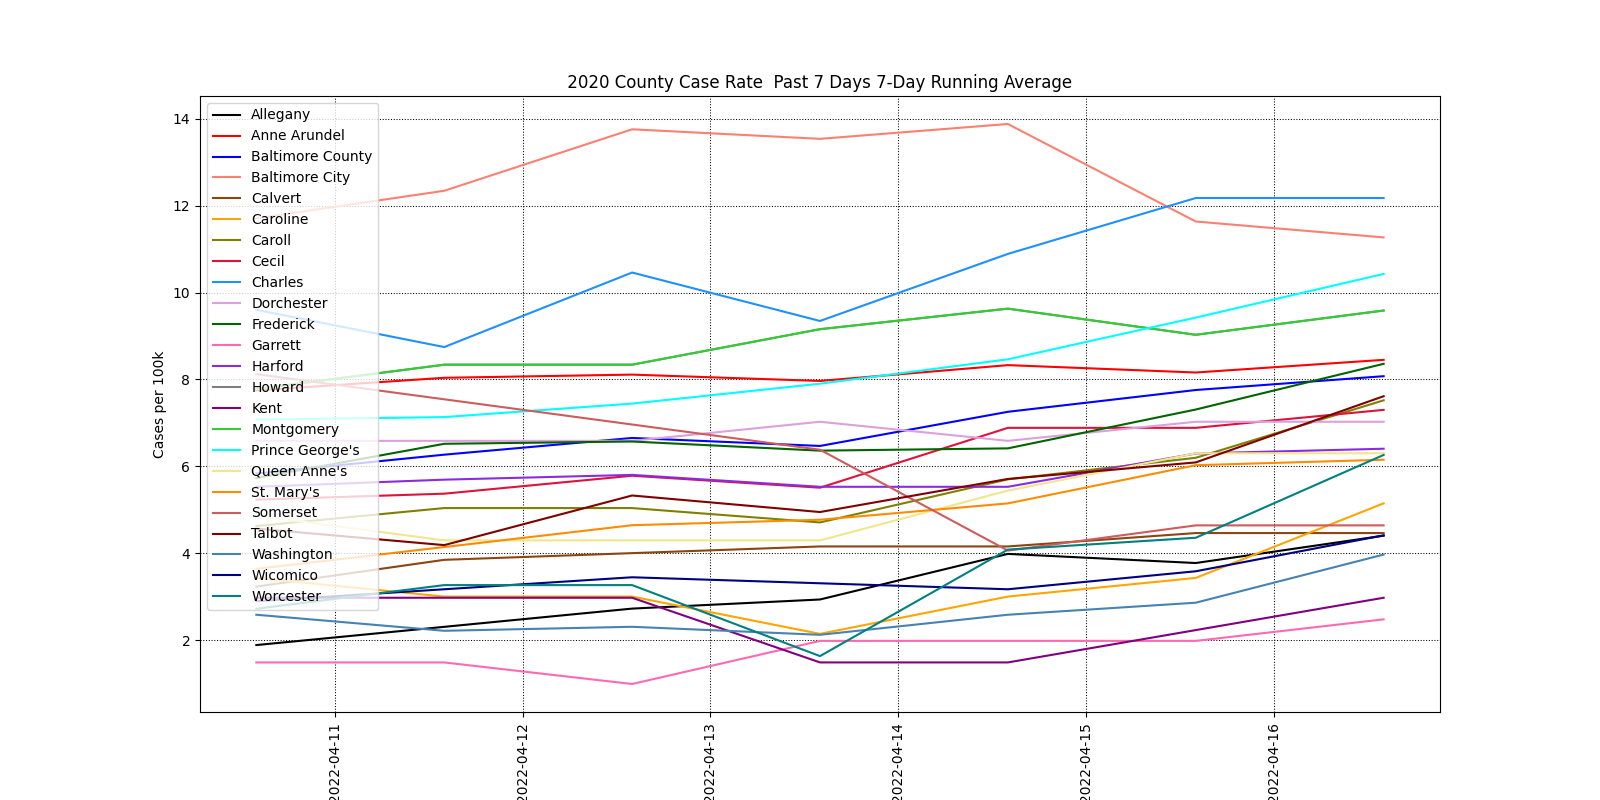 2020 County Case Rate  Past 7 Days 7-Day Running Average
Cases per 100k
14
12
10
8
6
4
2
Allegany
Anne Arundel
Baltimore County
Baltimore City
Calvert
Caroline
Caroll
Cecil
Charles
Dorchester
Frederick
Garrett
Harford
Howard
Kent
Montgomery
Prince George's
Queen Anne's
St. Mary's
Somerset
Talbot
Washington
Wicomico
Worcester
2022-04-11
2022-04-12
2022-04-13
2022-04-14
2022-04-15
2022-04-16